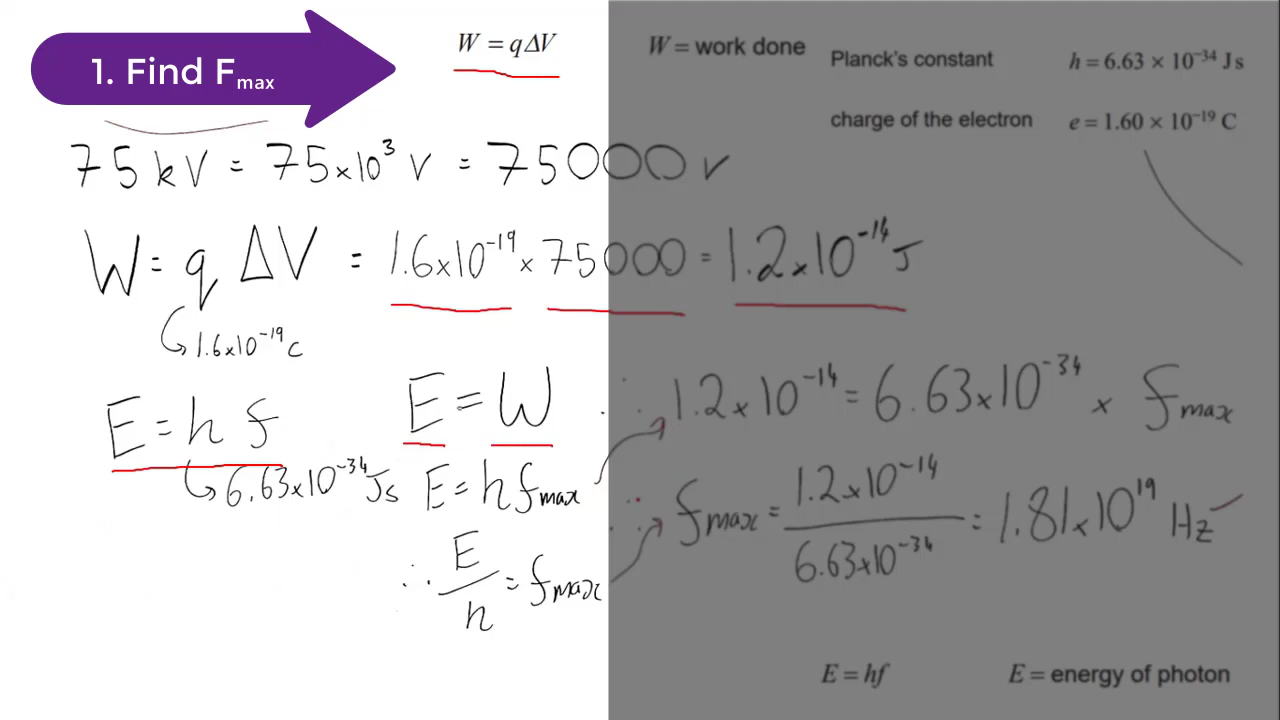 1. Find Fmax
W = qΔV
W = work done
Planck's constant
h = 6.63 × 10⁻³⁴ J s
charge of the electron
e = 1.60 × 10⁻¹⁹ C
75 kV = 75×10³ V = 75000 V
W = q ΔV = 1.6×10⁻¹⁹ × 75000 = 1.2×10⁻¹⁴ J
1.6×10⁻¹⁹ C
E = h f
6.63×10⁻³⁴ Js
E = W
E = h fmax
∴ E/h = fmax
∴ 1.2×10⁻¹⁴ = 6.63×10⁻³⁴ × fmax
∴ fmax = 1.2×10⁻¹⁴ / 6.63×10⁻³⁴ = 1.81×10¹⁹ Hz
E = hf
E = energy of photon